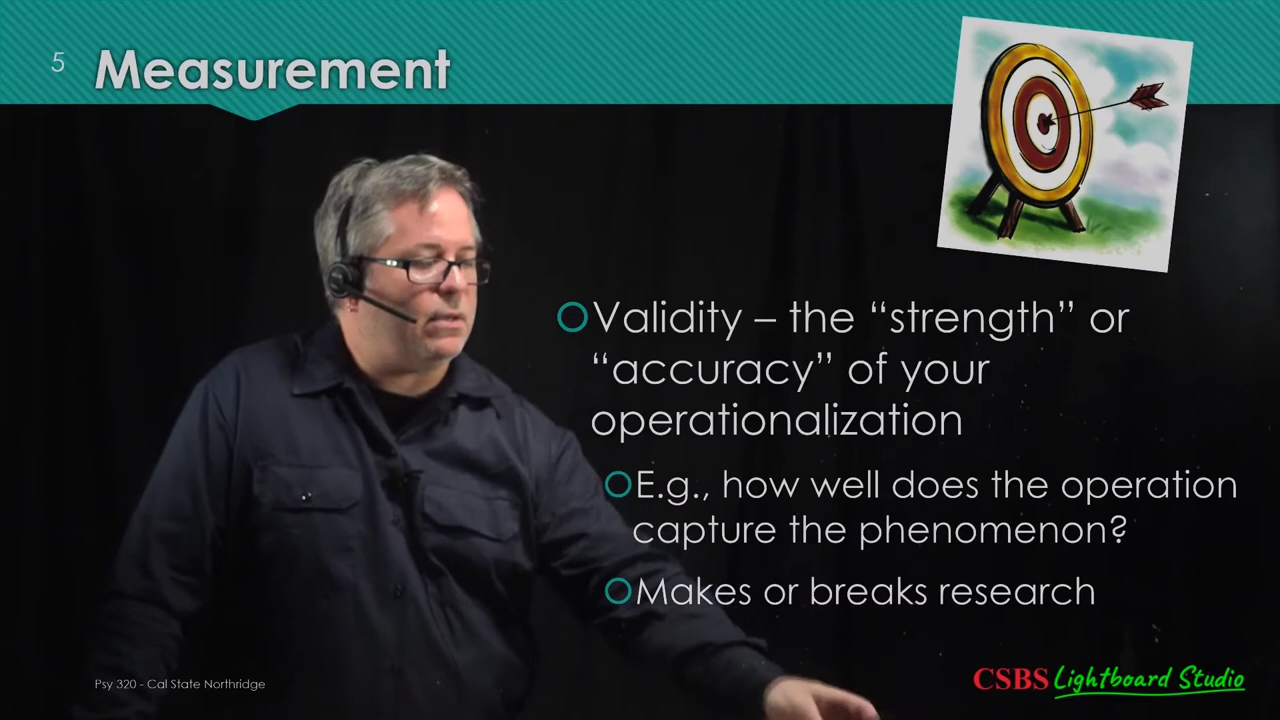 5
Measurement
Validity – the “strength” or
“accuracy” of your
operationalization
E.g., how well does the operation
capture the phenomenon?
Makes or breaks research
Psy 320 - Cal State Northridge
CSBS Lightboard Studio